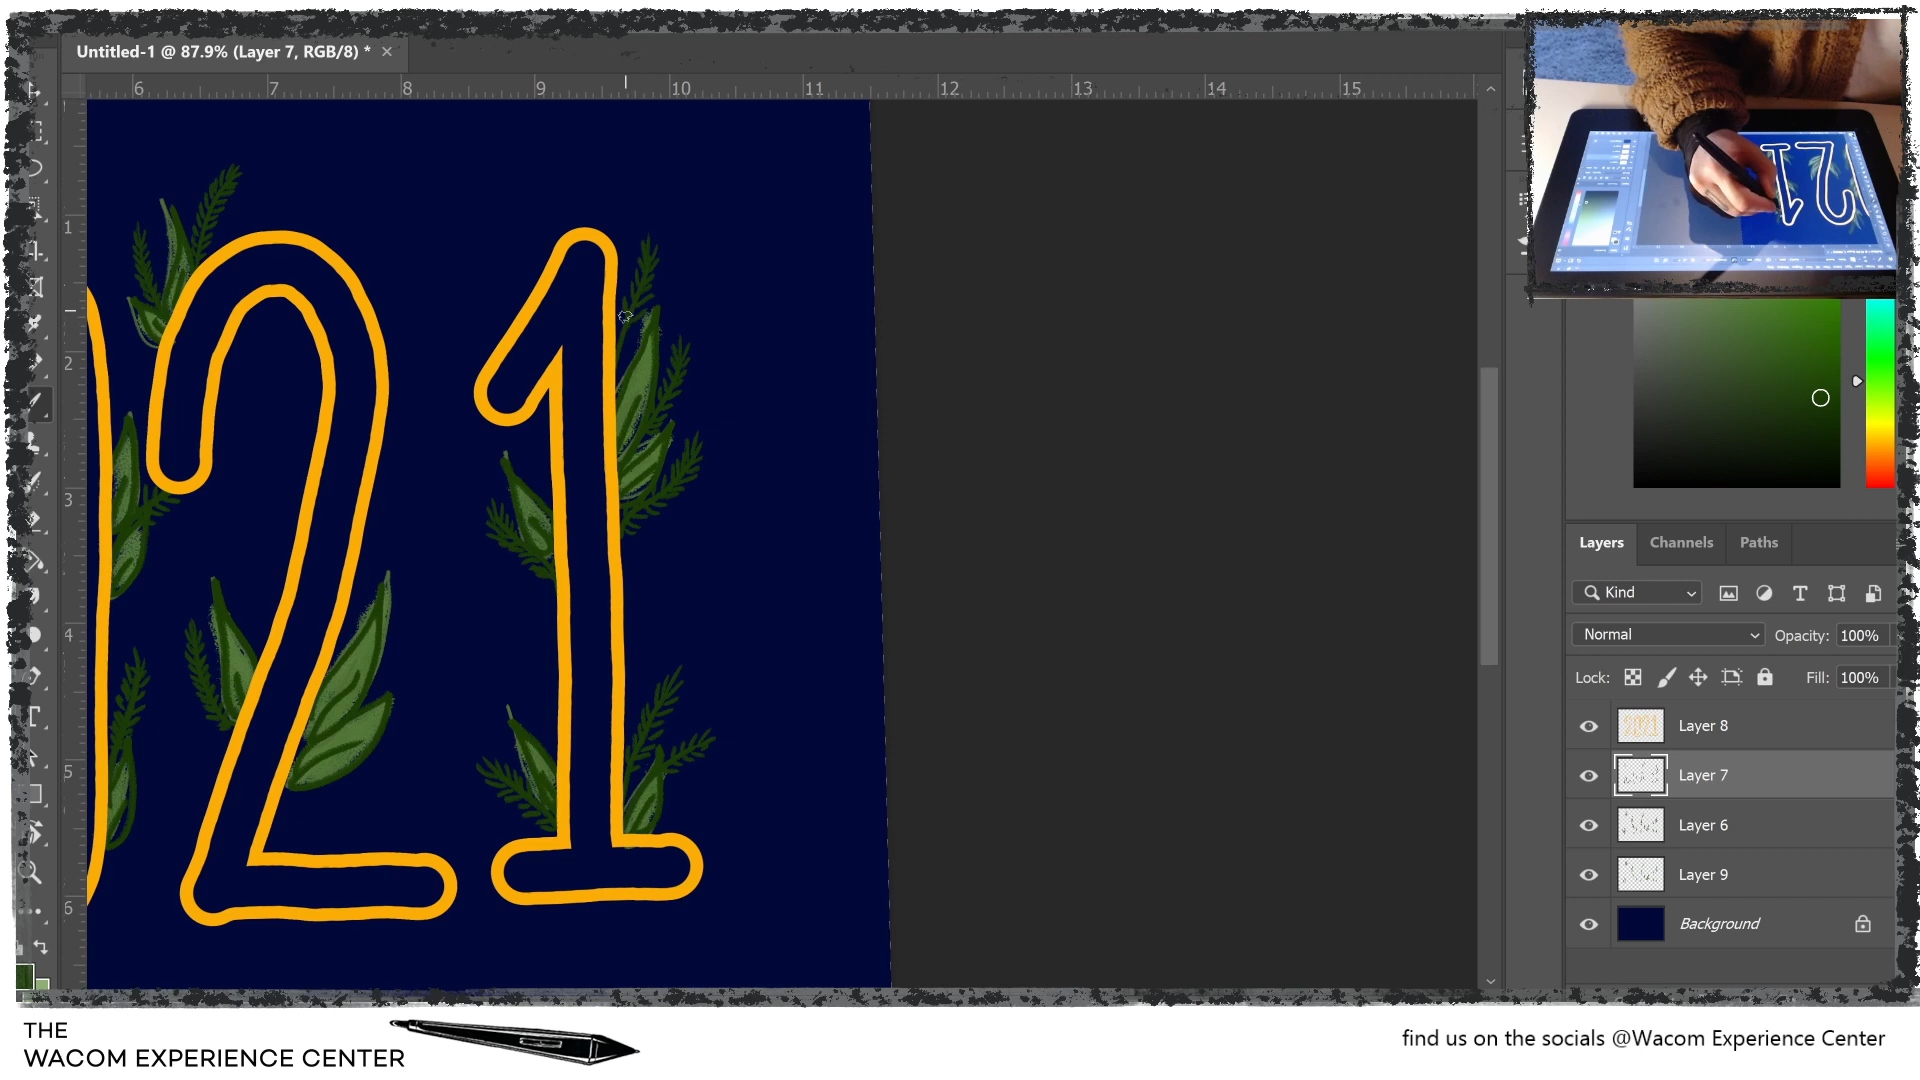 Untitled-1 @ 87.9% (Layer 7, RGB/8) * ×
6 7 8 9 10 11 12 13 14 15
1
2
3
4
5
6
21
21
Layers Channels Paths
Kind
Normal Opacity: 100%
Lock: Fill: 100%
2021 Layer 8
Layer 7
Layer 6
Layer 9
Background
THE
WACOM EXPERIENCE CENTER
find us on the socials @Wacom Experience Center